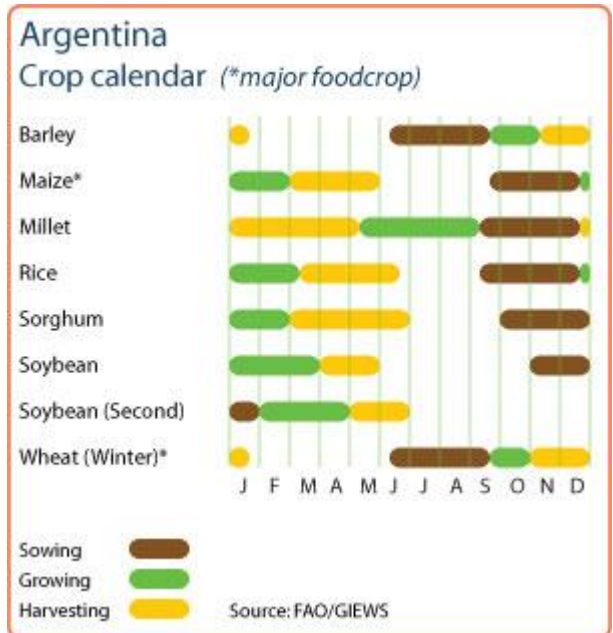 Argentina
Crop calendar (*major foodcrop)
Barley
Maize*
Millet
Rice
Sorghum
Soybean
Soybean (Second)
Wheat (Winter)*
J F M A M J J A S O N D
Sowing
Growing
Harvesting
Source: FAO/GIEWS